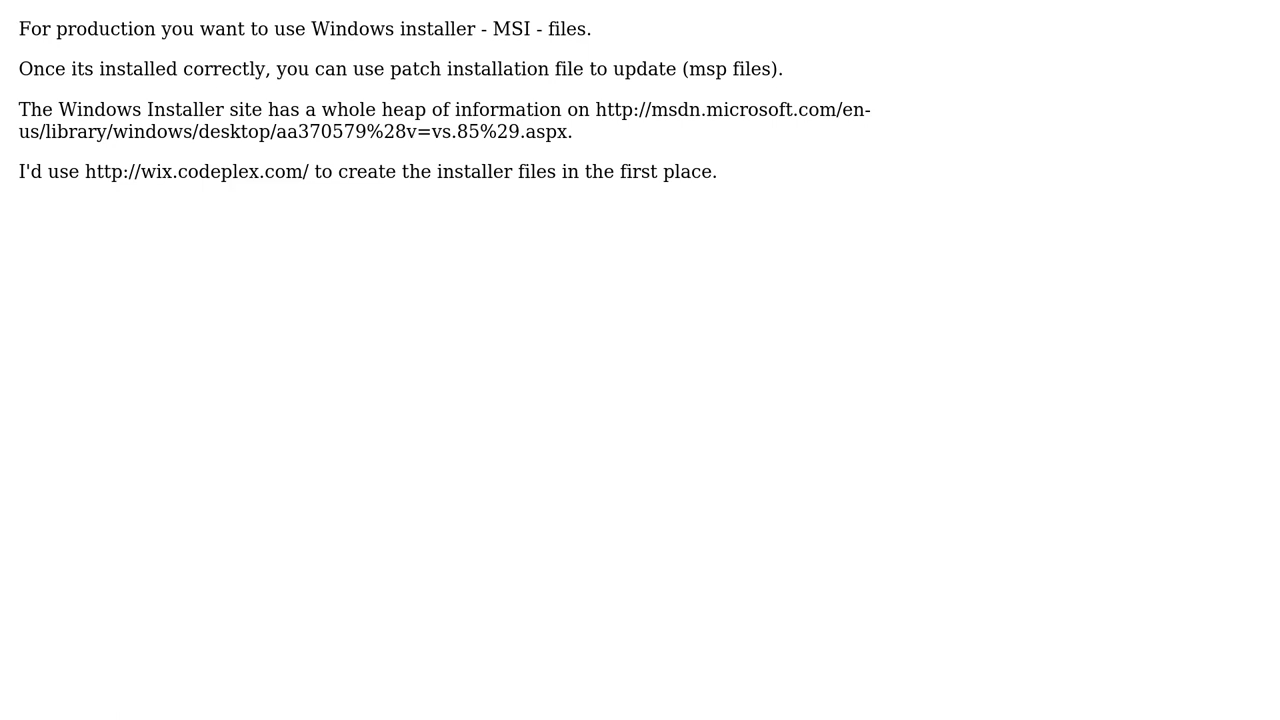 For production you want to use Windows installer - MSI - files.
Once its installed correctly, you can use patch installation file to update (msp files).
The Windows Installer site has a whole heap of information on http://msdn.microsoft.com/en-
us/library/windows/desktop/aa370579%28v=vs.85%29.aspx.
I'd use http://wix.codeplex.com/ to create the installer files in the first place.